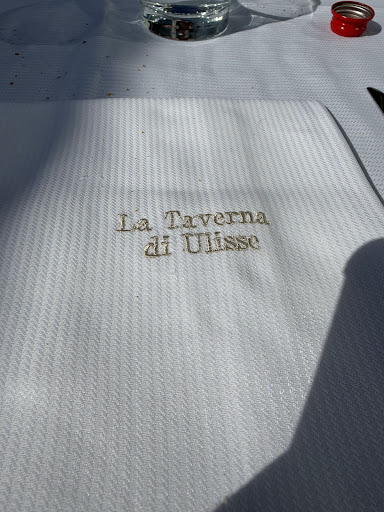 La Taverna
di Ulisse